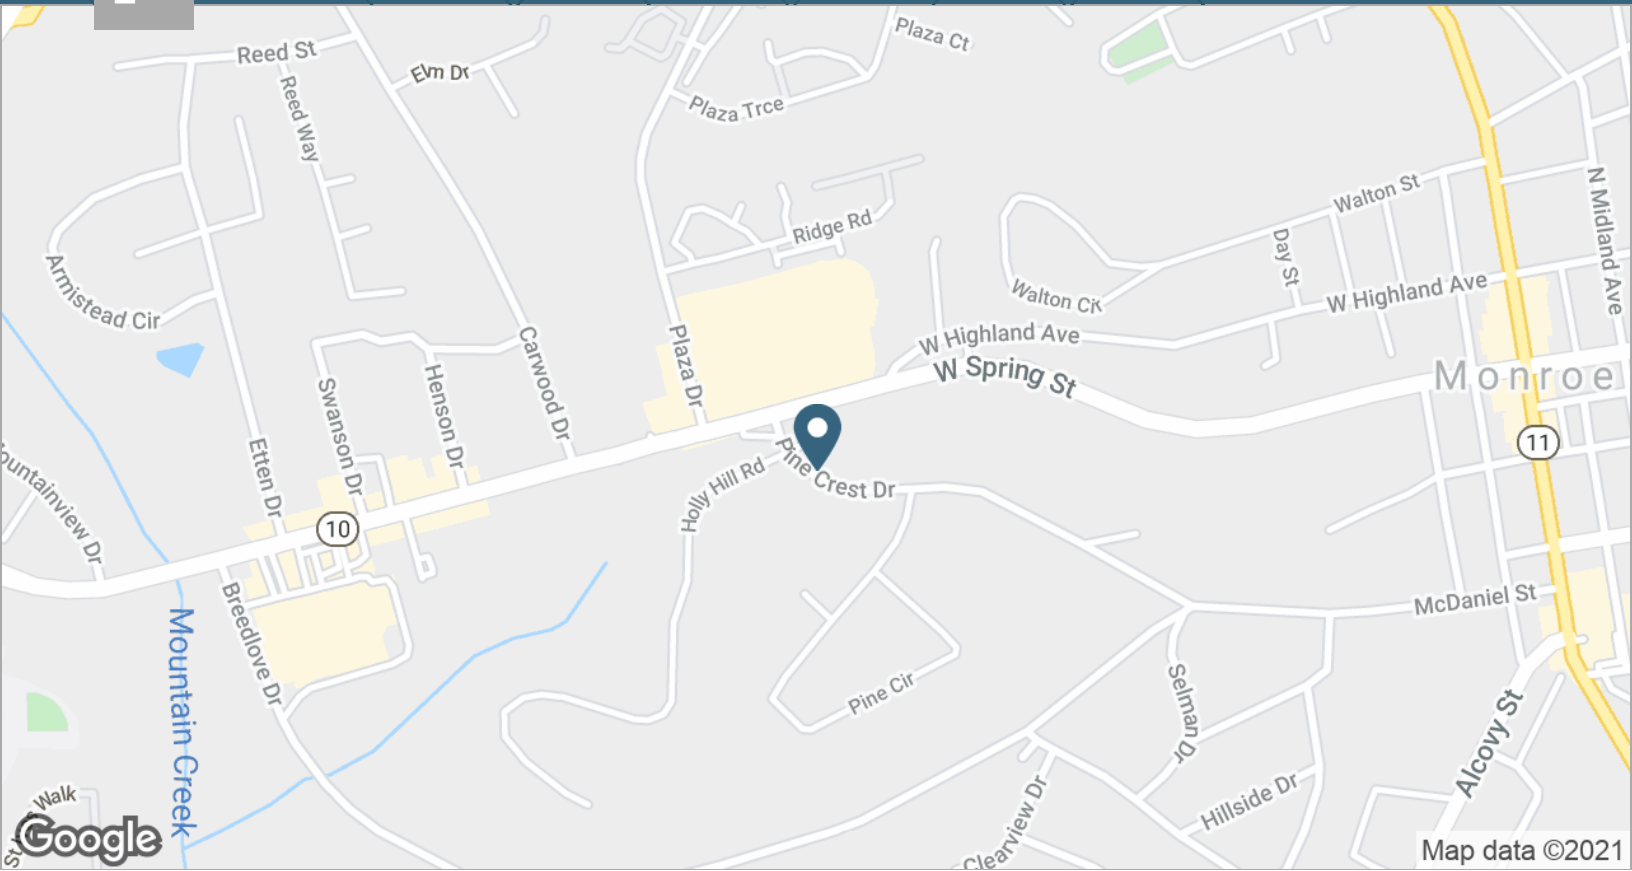 Plaza Ct
Reed St
Elm Dr
Reed Way
Plaza Trce
Walton St
N Midland Ave
Ridge Rd
Day St
Armistead Cir
Walton Cir
W Highland Ave
W Highland Ave
Plaza Dr
Carwood Dr
W Spring St
Monroe
Henson Dr
Swanson Dr
11
Etten Dr
Pine Crest Dr
Holly Hill Rd
ountainview Dr
10
McDaniel St
Breedlove Dr
Mountain Creek
Pine Cir
Selman Dr
Alcovy St
Hillside Dr
Clearview Dr
Walk
Google
Map data ©2021